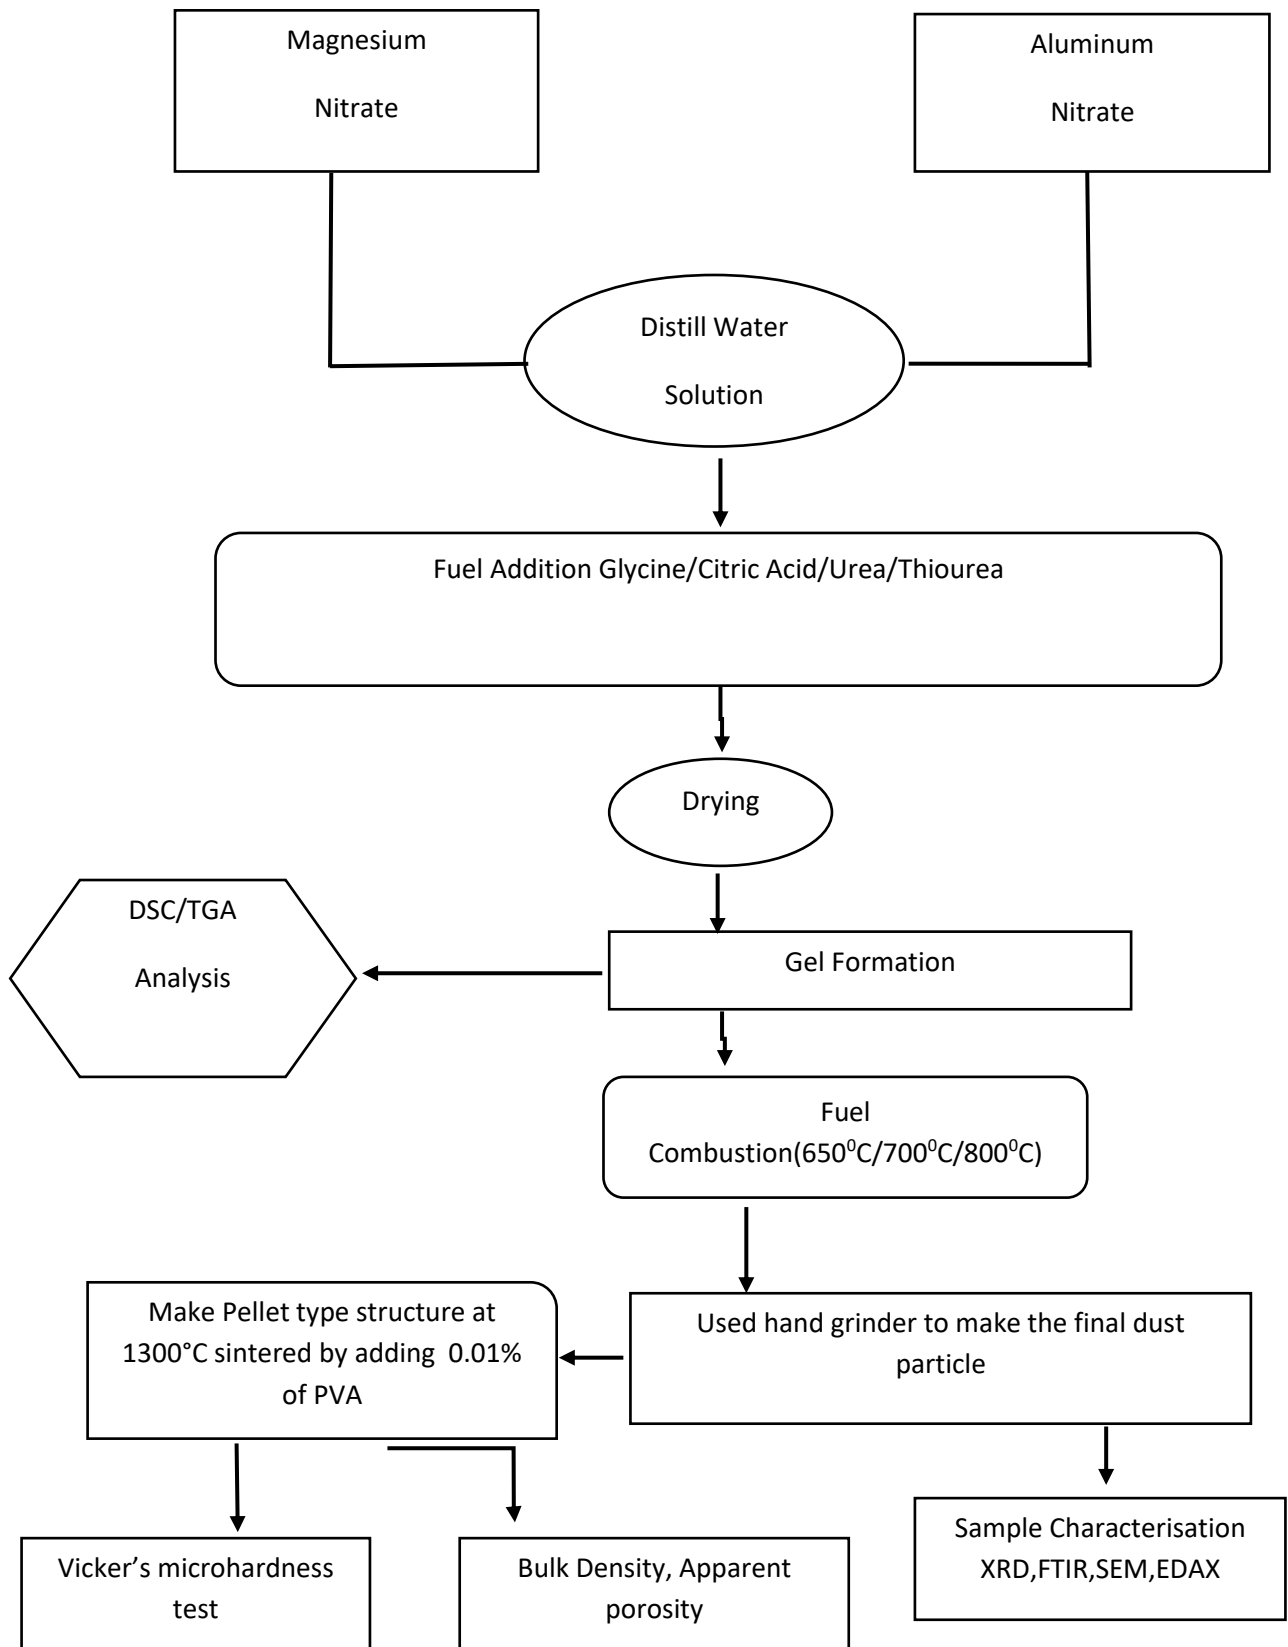 Magnesium
Nitrate
Aluminum
Nitrate
Distill Water
Solution
Fuel Addition Glycine/Citric Acid/Urea/Thiourea
Drying
DSC/TGA
Analysis
Gel Formation
Fuel
Combustion(650⁰C/700⁰C/800⁰C)
Make Pellet type structure at
1300°C sintered by adding 0.01%
of PVA
Used hand grinder to make the final dust
particle
Vicker’s microhardness
test
Bulk Density, Apparent
porosity
Sample Characterisation
XRD,FTIR,SEM,EDAX